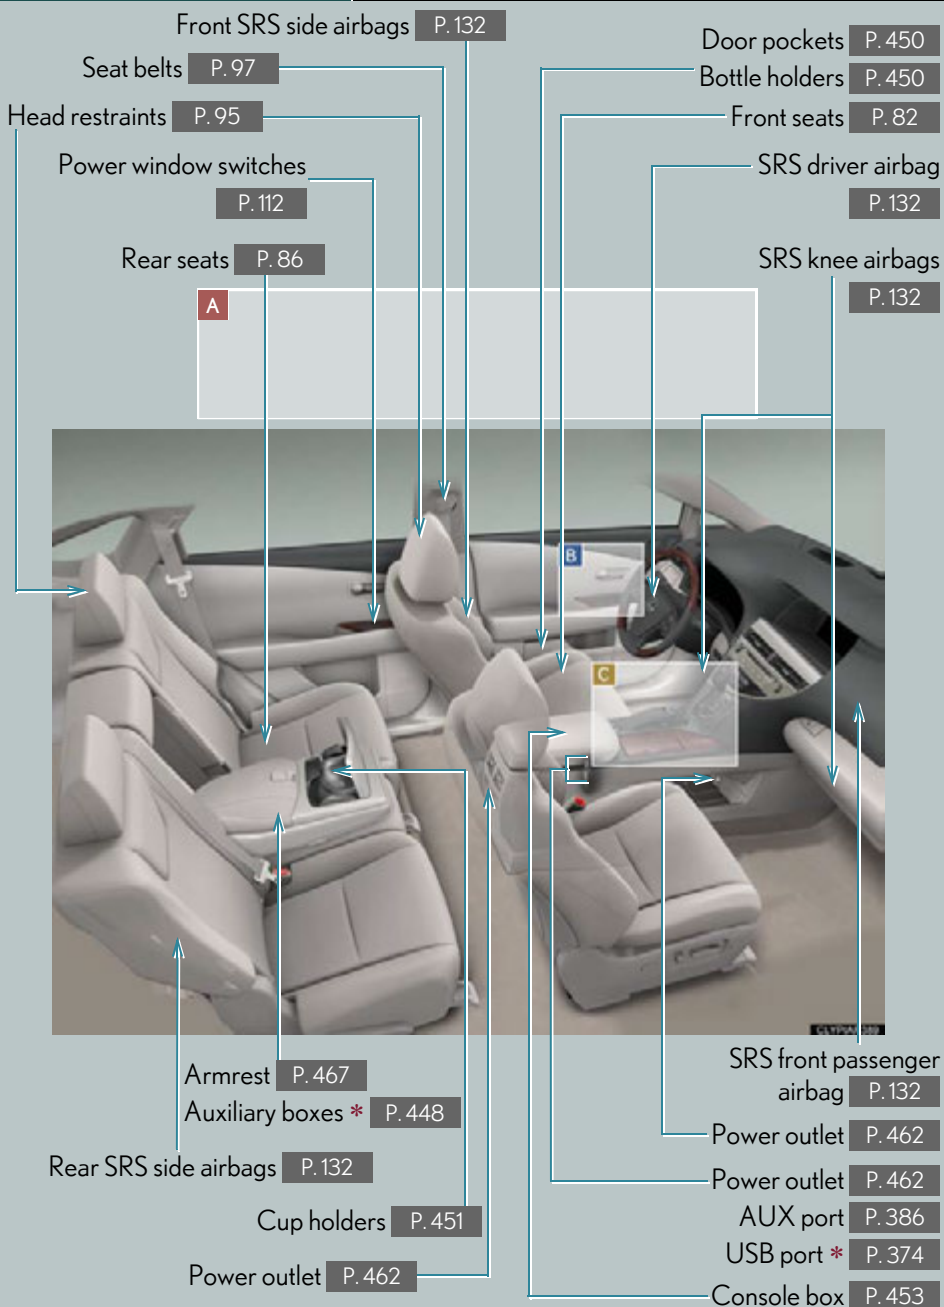 Front SRS side airbags P. 132
Seat belts P. 97
Head restraints P. 95
Power window switches
P. 112
Rear seats P. 86
Door pockets P. 450
Bottle holders P. 450
Front seats P. 82
SRS driver airbag
P. 132
SRS knee airbags
P. 132
A
B
C
Armrest P. 467
Auxiliary boxes * P. 448
Rear SRS side airbags P. 132
Cup holders P. 451
Power outlet P. 462
SRS front passenger
airbag P. 132
Power outlet P. 462
Power outlet P. 462
AUX port P. 386
USB port * P. 374
Console box P. 453